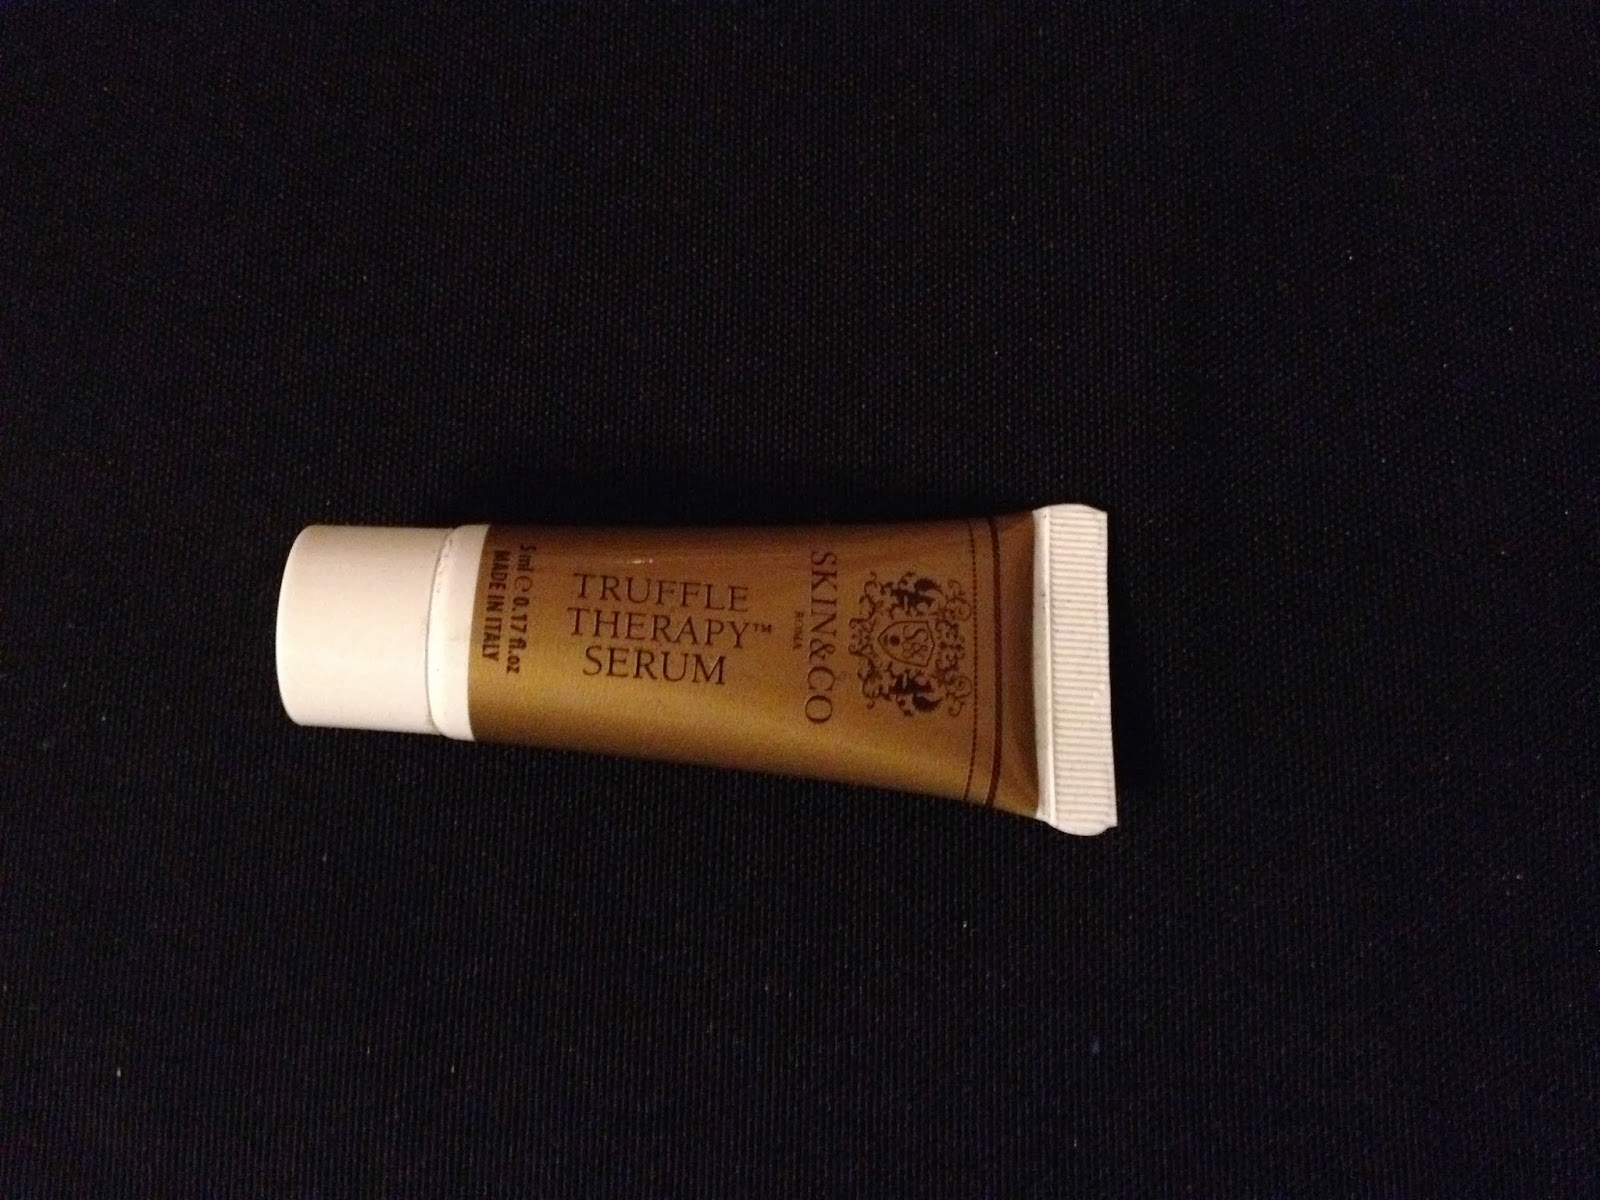 S&C
SKIN&CO
ROMA
TRUFFLE
THERAPY™
SERUM
5 ml ℮ 0.17 fl.oz
MADE IN ITALY